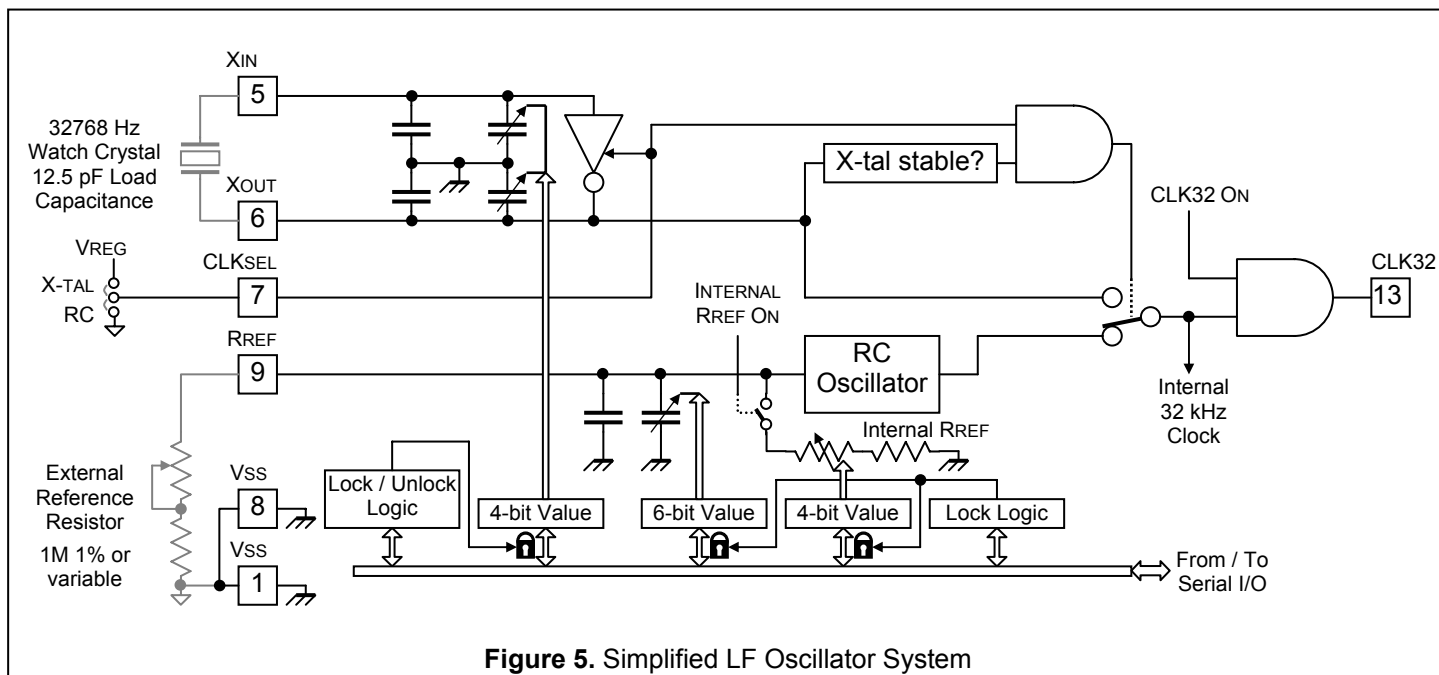 XIN
5
32768 Hz
Watch Crystal
12.5 pF Load
Capacitance
XOUT
6
VREG
X-TAL
RC
CLKSEL
7
RREF
9
External
Reference
Resistor
1M 1% or
variable
VSS
8
VSS
1
X-tal stable?
CLK32 ON
CLK32
13
INTERNAL
RREF ON
RC
Oscillator
Internal
32 kHz
Clock
Internal RREF
Lock / Unlock
Logic
4-bit Value
6-bit Value
4-bit Value
Lock Logic
From / To
Serial I/O
Figure 5. Simplified LF Oscillator System